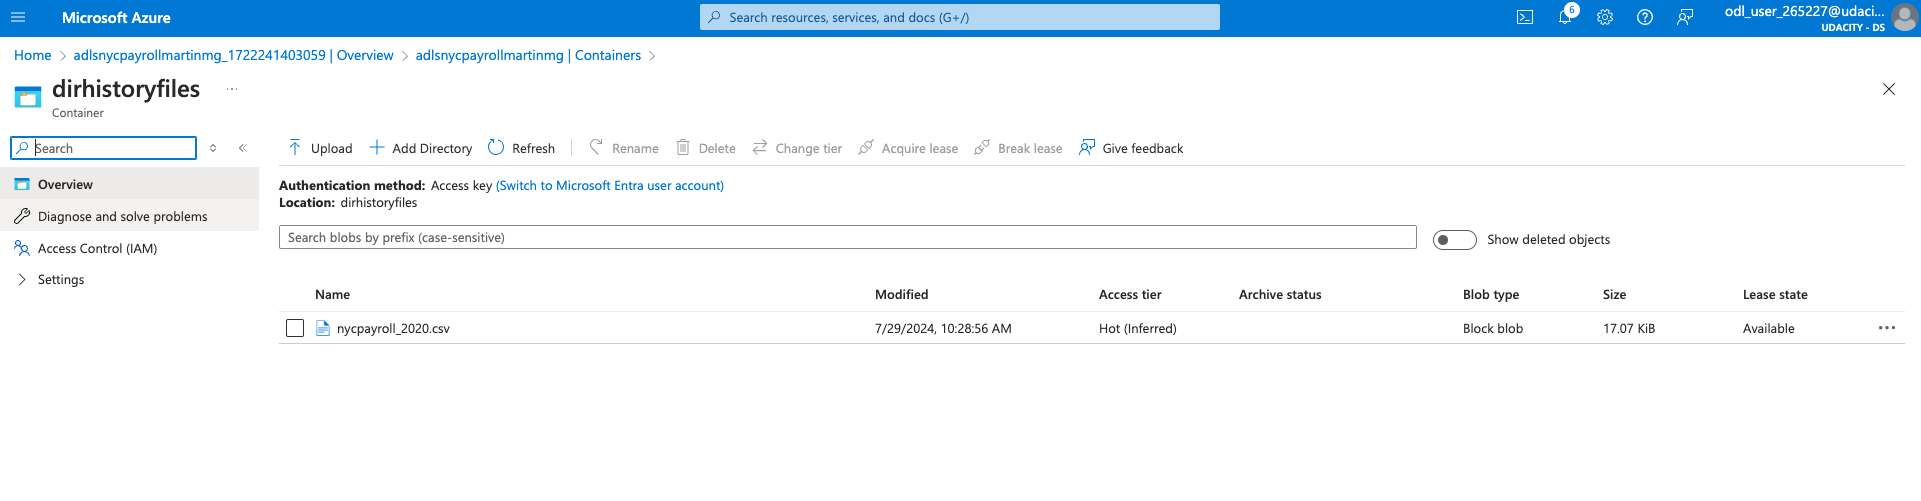 Microsoft Azure
Search resources, services, and docs (G+/)
6
odl_user_265227@udaci...
UDACITY - DS
Home > adlsnycpayrollmartinmg_1722241403059 | Overview > adlsnycpayrollmartinmg | Containers >
dirhistoryfiles ...
Container
Search
Overview
Diagnose and solve problems
Access Control (IAM)
Settings
Upload Add Directory Refresh Rename Delete Change tier Acquire lease Break lease Give feedback
Authentication method: Access key (Switch to Microsoft Entra user account)
Location: dirhistoryfiles
Search blobs by prefix (case-sensitive)
Show deleted objects
Name Modified Access tier Archive status Blob type Size Lease state
nycpayroll_2020.csv 7/29/2024, 10:28:56 AM Hot (Inferred) Block blob 17.07 KiB Available ...